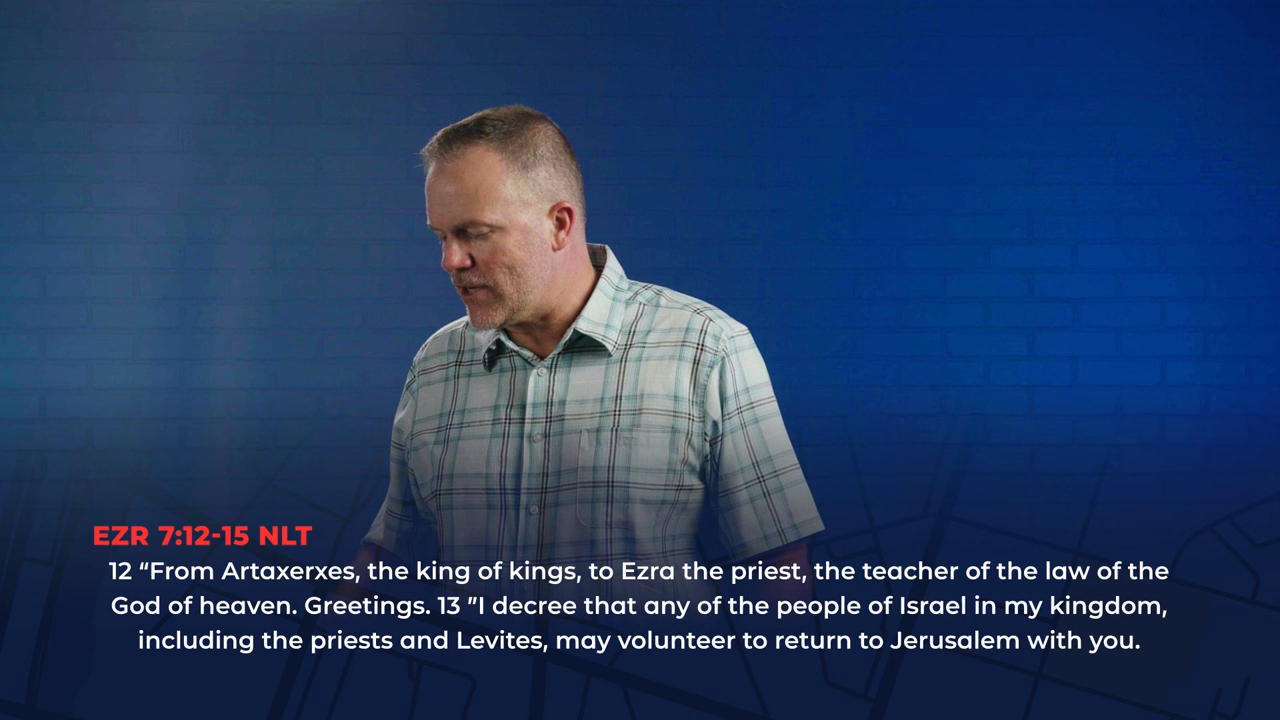 EZR 7:12-15 NLT
12 “From Artaxerxes, the king of kings, to Ezra the priest, the teacher of the law of the
God of heaven. Greetings. 13 ”I decree that any of the people of Israel in my kingdom,
including the priests and Levites, may volunteer to return to Jerusalem with you.